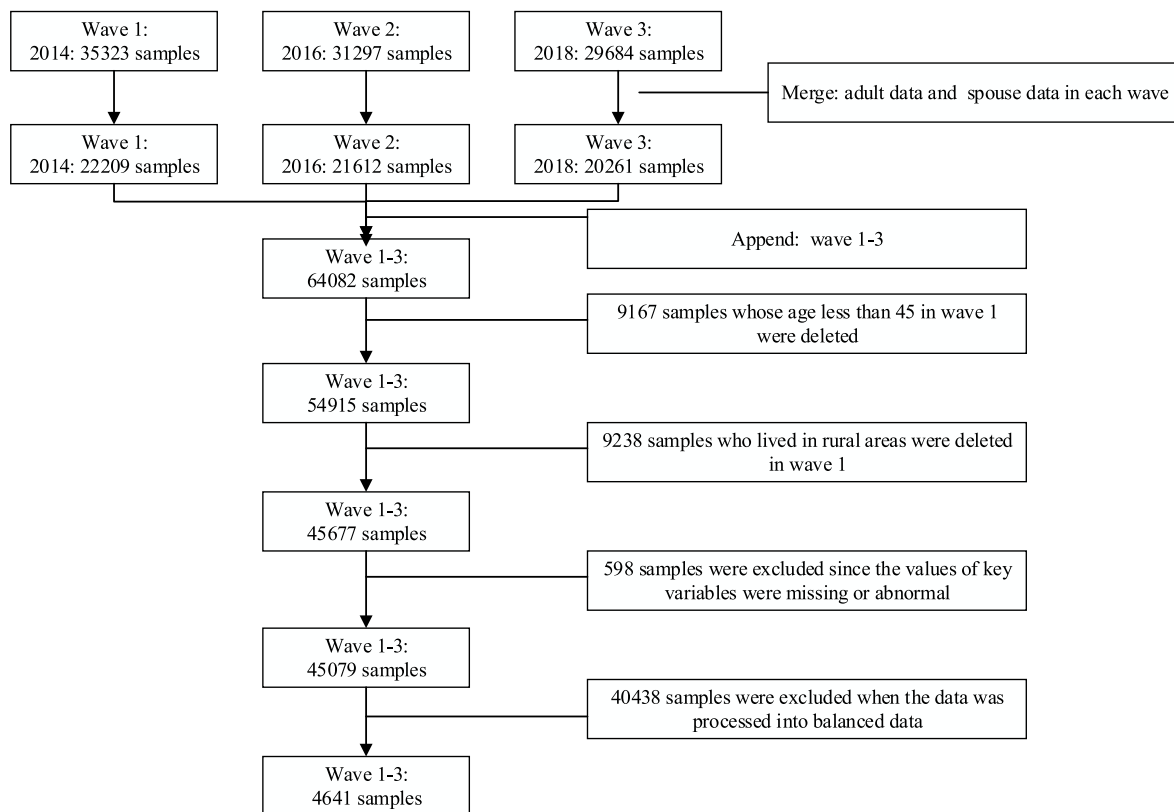 Wave 1:
2014: 35323 samples
Wave 2:
2016: 31297 samples
Wave 3:
2018: 29684 samples
Merge: adult data and spouse data in each wave
Wave 1:
2014: 22209 samples
Wave 2:
2016: 21612 samples
Wave 3:
2018: 20261 samples
Append: wave 1-3
Wave 1-3:
64082 samples
9167 samples whose age less than 45 in wave 1
were deleted
Wave 1-3:
54915 samples
9238 samples who lived in rural areas were deleted
in wave 1
Wave 1-3:
45677 samples
598 samples were excluded since the values of key
variables were missing or abnormal
Wave 1-3:
45079 samples
40438 samples were excluded when the data was
processed into balanced data
Wave 1-3:
4641 samples